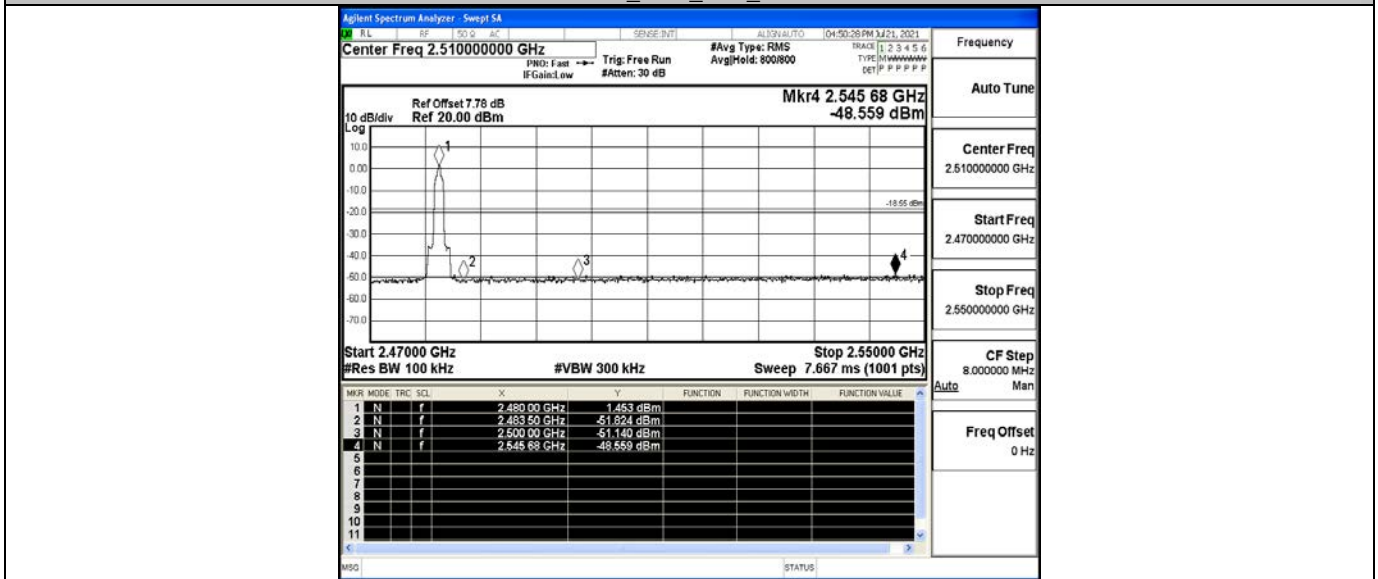 Agilent Spectrum Analyzer - Swept SA
RL RF 50 Ω AC SENSE:INT ALIGN AUTO 04:50:28 PM Jul 21, 2021
Center Freq 2.510000000 GHz
PNO: Fast
IFGain:Low
Trig: Free Run
#Atten: 30 dB
#Avg Type: RMS
Avg|Hold: 800/800
TRACE 1 2 3 4 5 6
TYPE MWWWWW
DET P P P P P P
Mkr4 2.545 68 GHz
-48.559 dBm
Ref Offset 7.78 dB
10 dB/div Ref 20.00 dBm
Log
10.0
0.00
-10.0
-20.0
-30.0
-40.0
-50.0
-60.0
-70.0
1
2
3
4
-18.55 dBm
Start 2.47000 GHz Stop 2.55000 GHz
#Res BW 100 kHz #VBW 300 kHz Sweep 7.667 ms (1001 pts)
MKR MODE TRC SCL X Y FUNCTION FUNCTION WIDTH FUNCTION VALUE
1 N f 2.480 00 GHz 1.453 dBm
2 N f 2.483 50 GHz -51.824 dBm
3 N f 2.500 00 GHz -51.140 dBm
4 N f 2.545 68 GHz -48.559 dBm
5
6
7
8
9
10
11
MSG STATUS
Frequency
Auto Tune
Center Freq
2.510000000 GHz
Start Freq
2.470000000 GHz
Stop Freq
2.550000000 GHz
CF Step
8.000000 MHz
Auto Man
Freq Offset
0 Hz